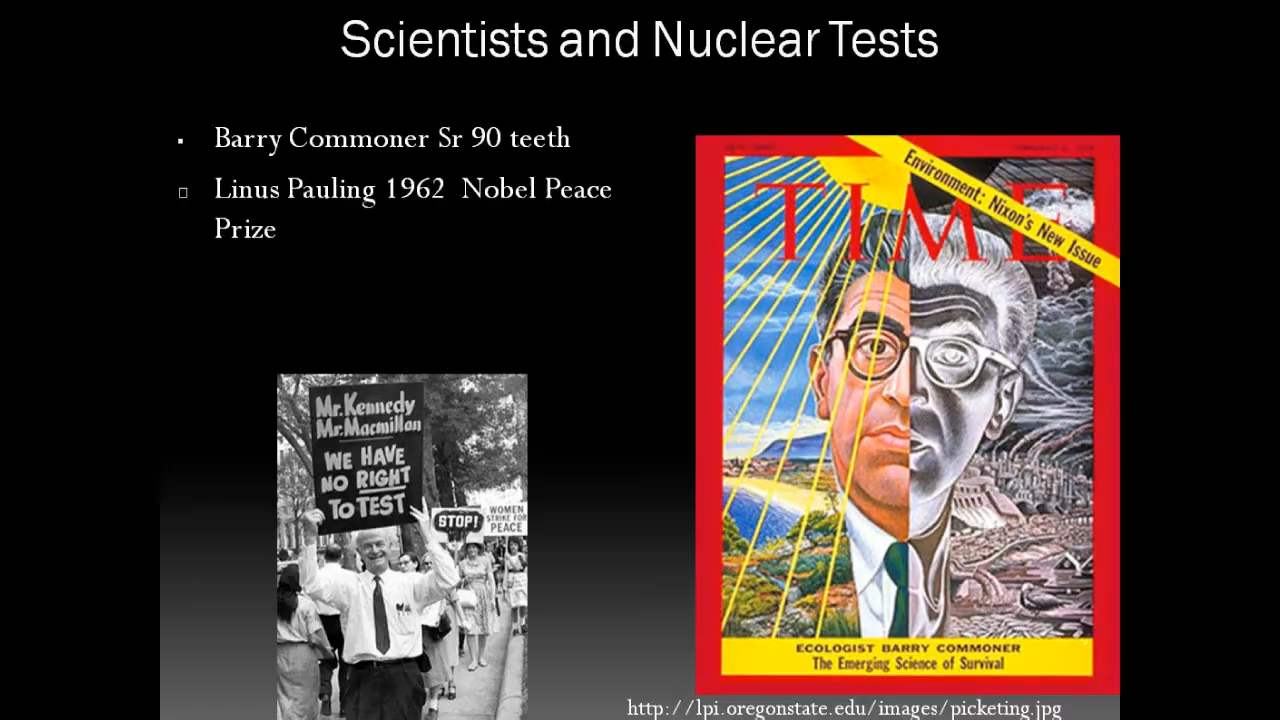 Scientists and Nuclear Tests
Barry Commoner Sr 90 teeth
Linus Pauling 1962 Nobel Peace
Prize
Mr. Kennedy
Mr. Macmillan
WE HAVE
NO RIGHT
TO TEST
STOP!
WOMEN
STRIKE FOR
PEACE
TIME
Environment: Nixon's New Issue
ECOLOGIST BARRY COMMONER
The Emerging Science of Survival
http://lpi.oregonstate.edu/images/picketing.jpg